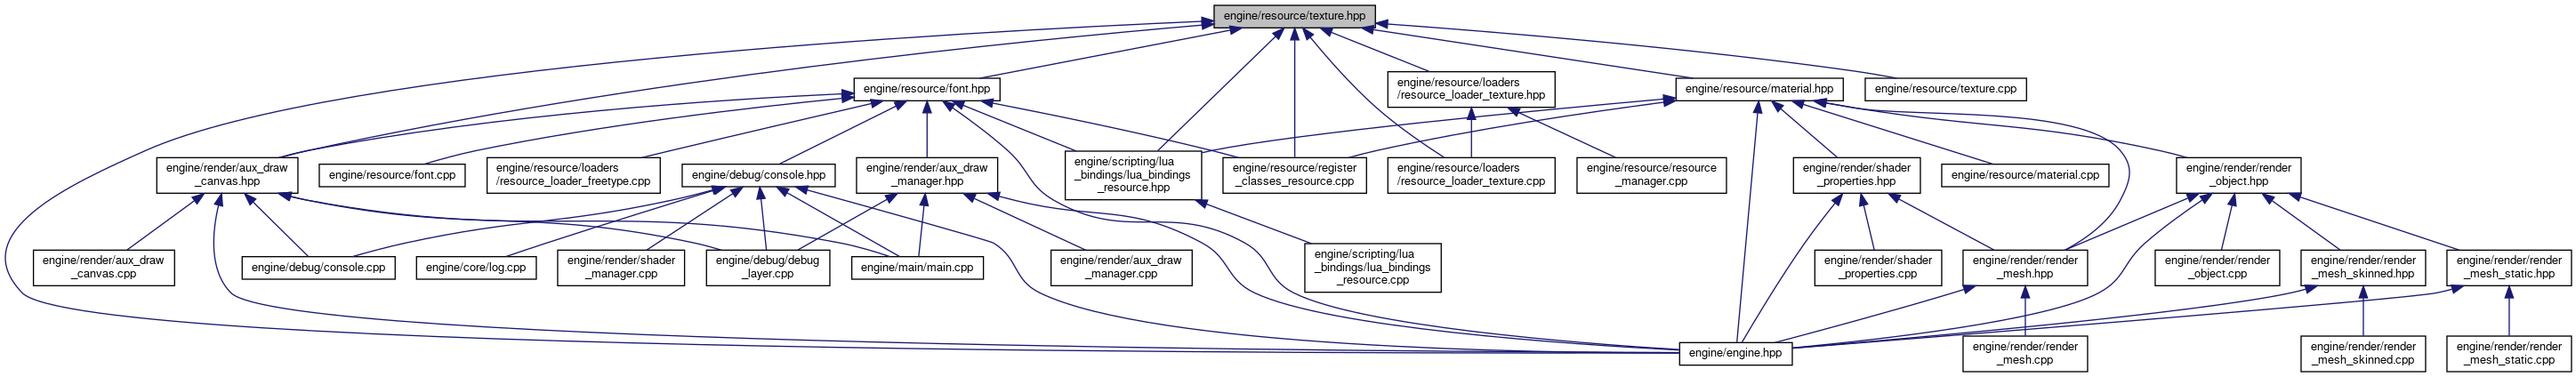 engine/resource/texture.hpp
engine/resource/font.hpp
engine/resource/loaders
/resource_loader_texture.hpp
engine/resource/material.hpp
engine/resource/texture.cpp
engine/render/aux_draw
_canvas.hpp
engine/resource/font.cpp
engine/resource/loaders
/resource_loader_freetype.cpp
engine/debug/console.hpp
engine/render/aux_draw
_manager.hpp
engine/scripting/lua
_bindings/lua_bindings
_resource.hpp
engine/resource/register
_classes_resource.cpp
engine/resource/loaders
/resource_loader_texture.cpp
engine/resource/resource
_manager.cpp
engine/render/shader
_properties.hpp
engine/resource/material.cpp
engine/render/render
_object.hpp
engine/render/aux_draw
_canvas.cpp
engine/debug/console.cpp
engine/core/log.cpp
engine/render/shader
_manager.cpp
engine/debug/debug
_layer.cpp
engine/main/main.cpp
engine/render/aux_draw
_manager.cpp
engine/scripting/lua
_bindings/lua_bindings
_resource.cpp
engine/render/shader
_properties.cpp
engine/render/render
_mesh.hpp
engine/render/render
_object.cpp
engine/render/render
_mesh_skinned.hpp
engine/render/render
_mesh_static.hpp
engine/engine.hpp
engine/render/render
_mesh.cpp
engine/render/render
_mesh_skinned.cpp
engine/render/render
_mesh_static.cpp